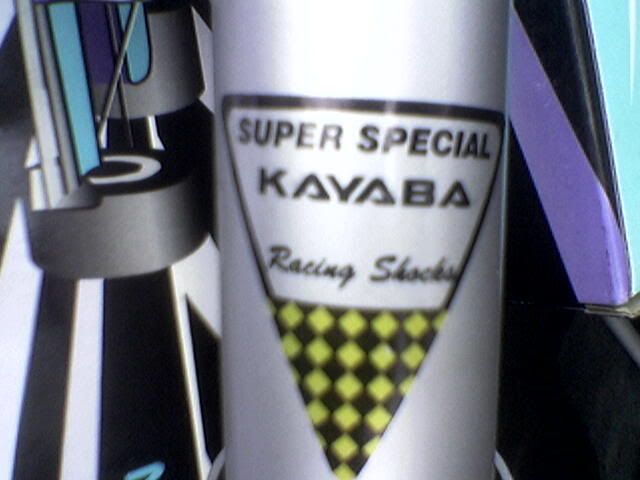 SUPER SPECIAL
KAYABA
Racing Shocks